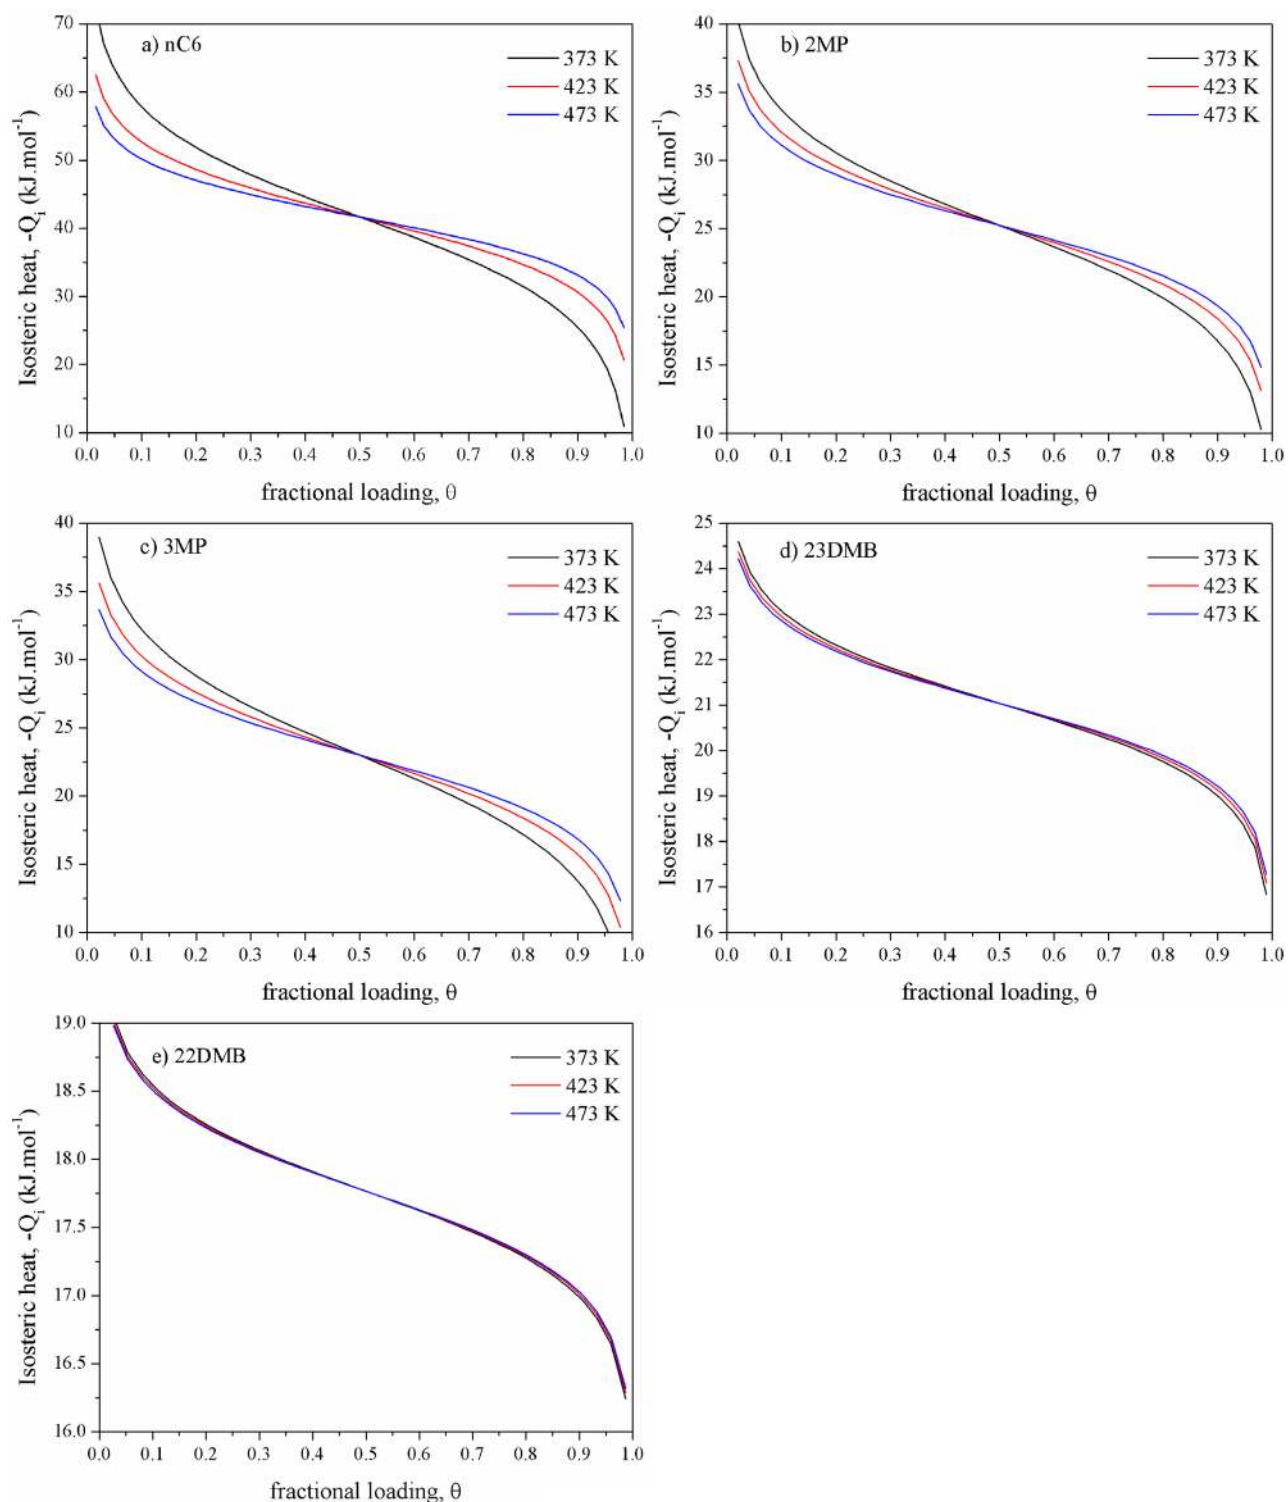 a) nC6
373 K
423 K
473 K
Isosteric heat, -Qi (kJ.mol-1)
70
60
50
40
30
20
10
0.0 0.1 0.2 0.3 0.4 0.5 0.6 0.7 0.8 0.9 1.0
fractional loading, θ
b) 2MP
373 K
423 K
473 K
Isosteric heat, -Qi (kJ.mol-1)
40
35
30
25
20
15
10
0.0 0.1 0.2 0.3 0.4 0.5 0.6 0.7 0.8 0.9 1.0
fractional loading, θ
c) 3MP
373 K
423 K
473 K
Isosteric heat, -Qi (kJ.mol-1)
40
35
30
25
20
15
10
0.0 0.1 0.2 0.3 0.4 0.5 0.6 0.7 0.8 0.9 1.0
fractional loading, θ
d) 23DMB
373 K
423 K
473 K
Isosteric heat, -Qi (kJ.mol-1)
25
24
23
22
21
20
19
18
17
16
0.0 0.1 0.2 0.3 0.4 0.5 0.6 0.7 0.8 0.9 1.0
fractional loading, θ
e) 22DMB
373 K
423 K
473 K
Isosteric heat, -Qi (kJ.mol-1)
19.0
18.5
18.0
17.5
17.0
16.5
16.0
0.0 0.1 0.2 0.3 0.4 0.5 0.6 0.7 0.8 0.9 1.0
fractional loading, θ